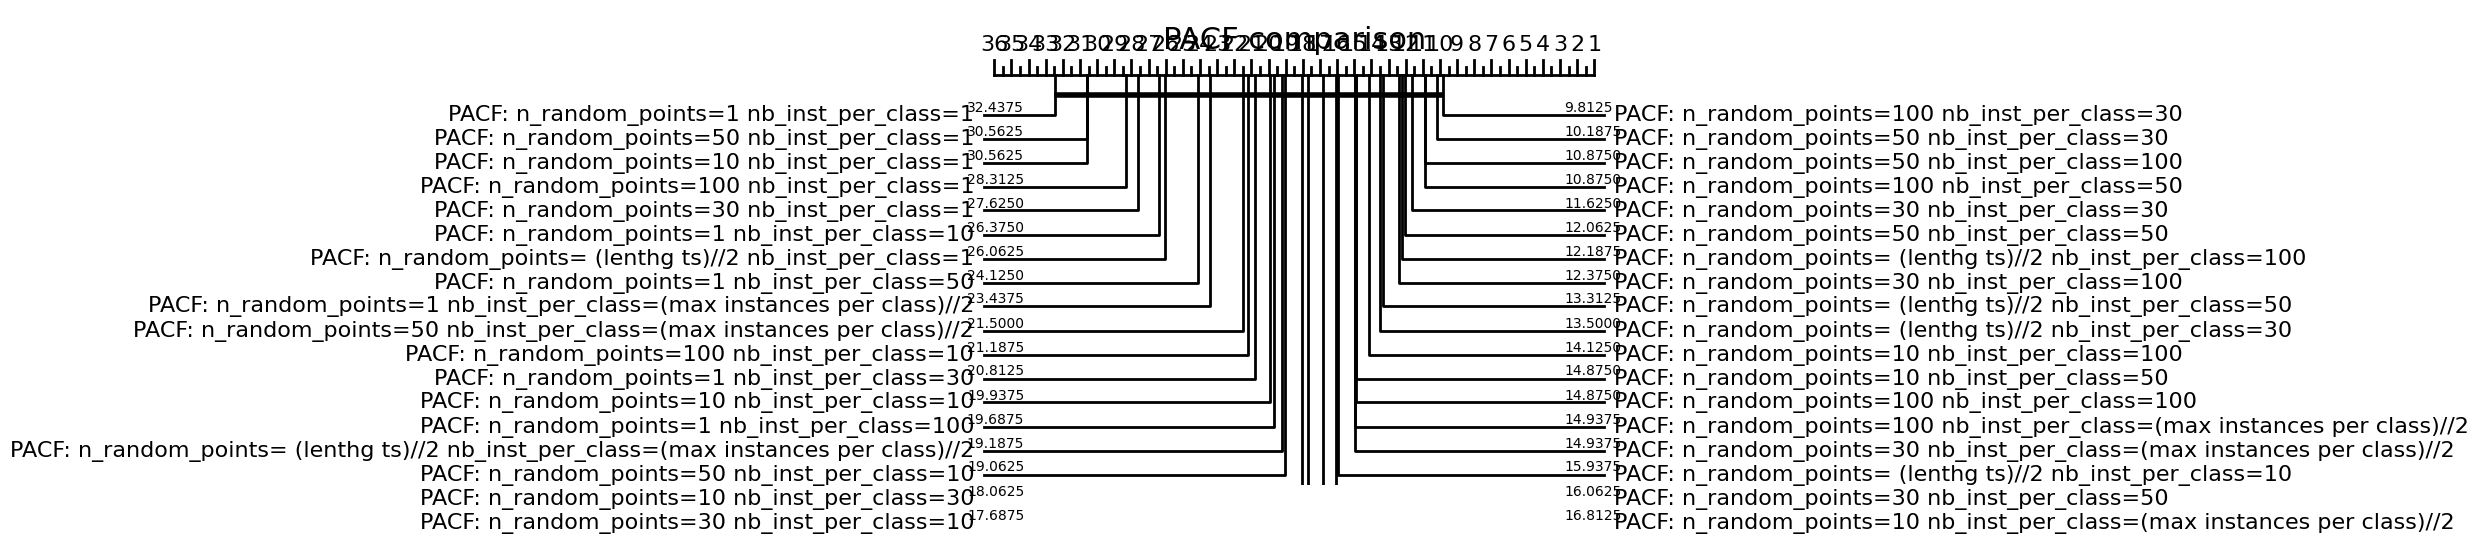 PACF comparison
36 35 34 33 32 31 30 29 28 27 26 25 24 23 22 21 20 19 18 17 16 15 14 13 12 11 10 9 8 7 6 5 4 3 2 1
PACF: n_random_points=1 nb_inst_per_class=1 32.4375
PACF: n_random_points=50 nb_inst_per_class=1 30.5625
PACF: n_random_points=10 nb_inst_per_class=1 30.5625
PACF: n_random_points=100 nb_inst_per_class=1 28.3125
PACF: n_random_points=30 nb_inst_per_class=1 27.6250
PACF: n_random_points=1 nb_inst_per_class=10 26.3750
PACF: n_random_points= (lenthg ts)//2 nb_inst_per_class=1 26.0625
PACF: n_random_points=1 nb_inst_per_class=50 24.1250
PACF: n_random_points=1 nb_inst_per_class=(max instances per class)//2 23.4375
PACF: n_random_points=50 nb_inst_per_class=(max instances per class)//2 21.5000
PACF: n_random_points=100 nb_inst_per_class=10 21.1875
PACF: n_random_points=1 nb_inst_per_class=30 20.8125
PACF: n_random_points=10 nb_inst_per_class=10 19.9375
PACF: n_random_points=1 nb_inst_per_class=100 19.6875
PACF: n_random_points= (lenthg ts)//2 nb_inst_per_class=(max instances per class)//2 19.1875
PACF: n_random_points=50 nb_inst_per_class=10 19.0625
PACF: n_random_points=10 nb_inst_per_class=30 18.0625
PACF: n_random_points=30 nb_inst_per_class=10 17.6875
9.8125 PACF: n_random_points=100 nb_inst_per_class=30
10.1875 PACF: n_random_points=50 nb_inst_per_class=30
10.8750 PACF: n_random_points=50 nb_inst_per_class=100
10.8750 PACF: n_random_points=100 nb_inst_per_class=50
11.6250 PACF: n_random_points=30 nb_inst_per_class=30
12.0625 PACF: n_random_points=50 nb_inst_per_class=50
12.1875 PACF: n_random_points= (lenthg ts)//2 nb_inst_per_class=100
12.3750 PACF: n_random_points=30 nb_inst_per_class=100
13.3125 PACF: n_random_points= (lenthg ts)//2 nb_inst_per_class=50
13.5000 PACF: n_random_points= (lenthg ts)//2 nb_inst_per_class=30
14.1250 PACF: n_random_points=10 nb_inst_per_class=100
14.8750 PACF: n_random_points=10 nb_inst_per_class=50
14.8750 PACF: n_random_points=100 nb_inst_per_class=100
14.9375 PACF: n_random_points=100 nb_inst_per_class=(max instances per class)//2
14.9375 PACF: n_random_points=30 nb_inst_per_class=(max instances per class)//2
15.9375 PACF: n_random_points= (lenthg ts)//2 nb_inst_per_class=10
16.0625 PACF: n_random_points=30 nb_inst_per_class=50
16.8125 PACF: n_random_points=10 nb_inst_per_class=(max instances per class)//2